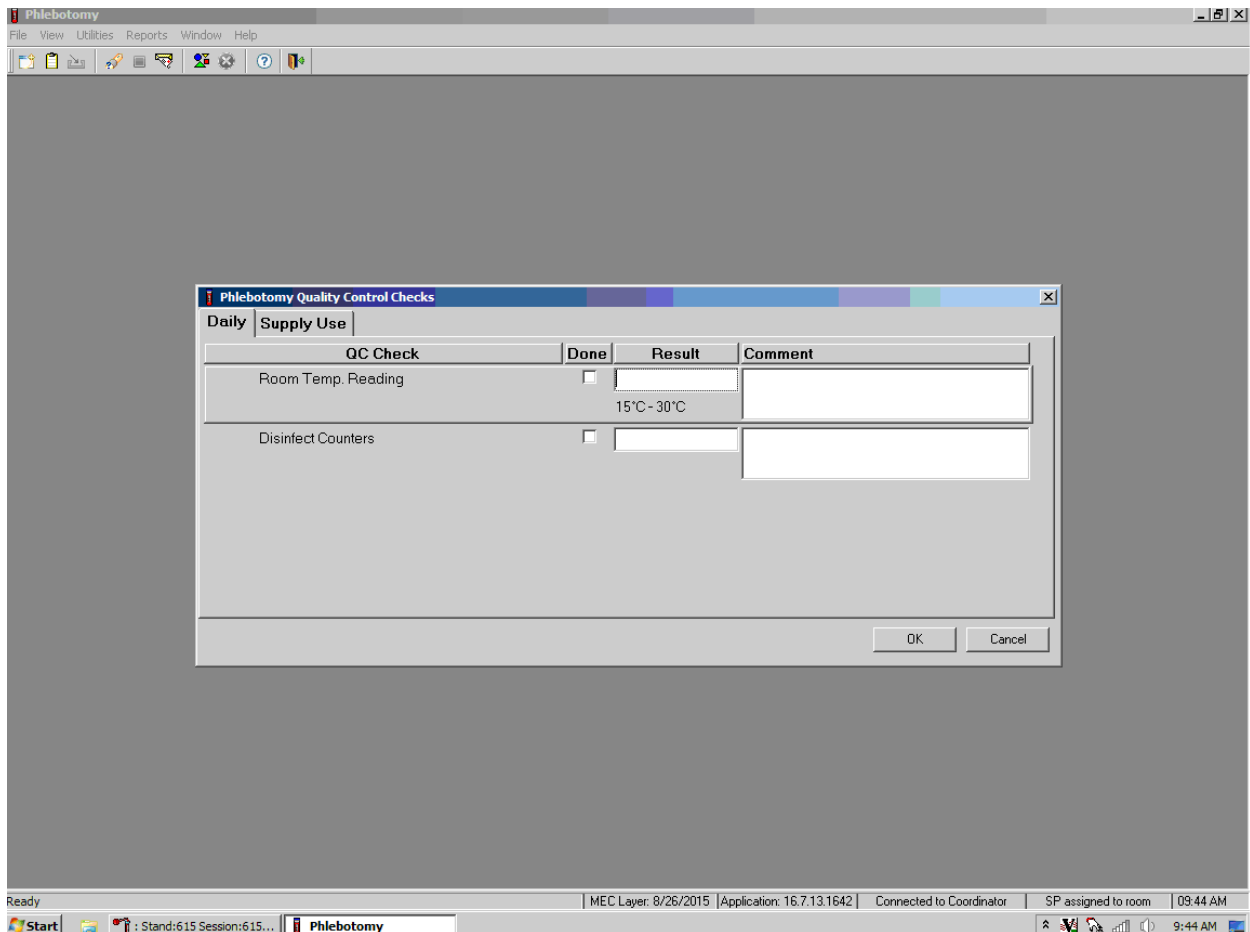 Phlebotomy
File View Utilities Reports Window Help
Phlebotomy Quality Control Checks
Daily Supply Use
QC Check Done Result Comment
Room Temp. Reading
15°C - 30°C
Disinfect Counters
OK Cancel
Ready MEC Layer: 8/26/2015 Application: 16.7.13.1642 Connected to Coordinator SP assigned to room 09:44 AM
Start : Stand:615 Session:615... Phlebotomy 9:44 AM